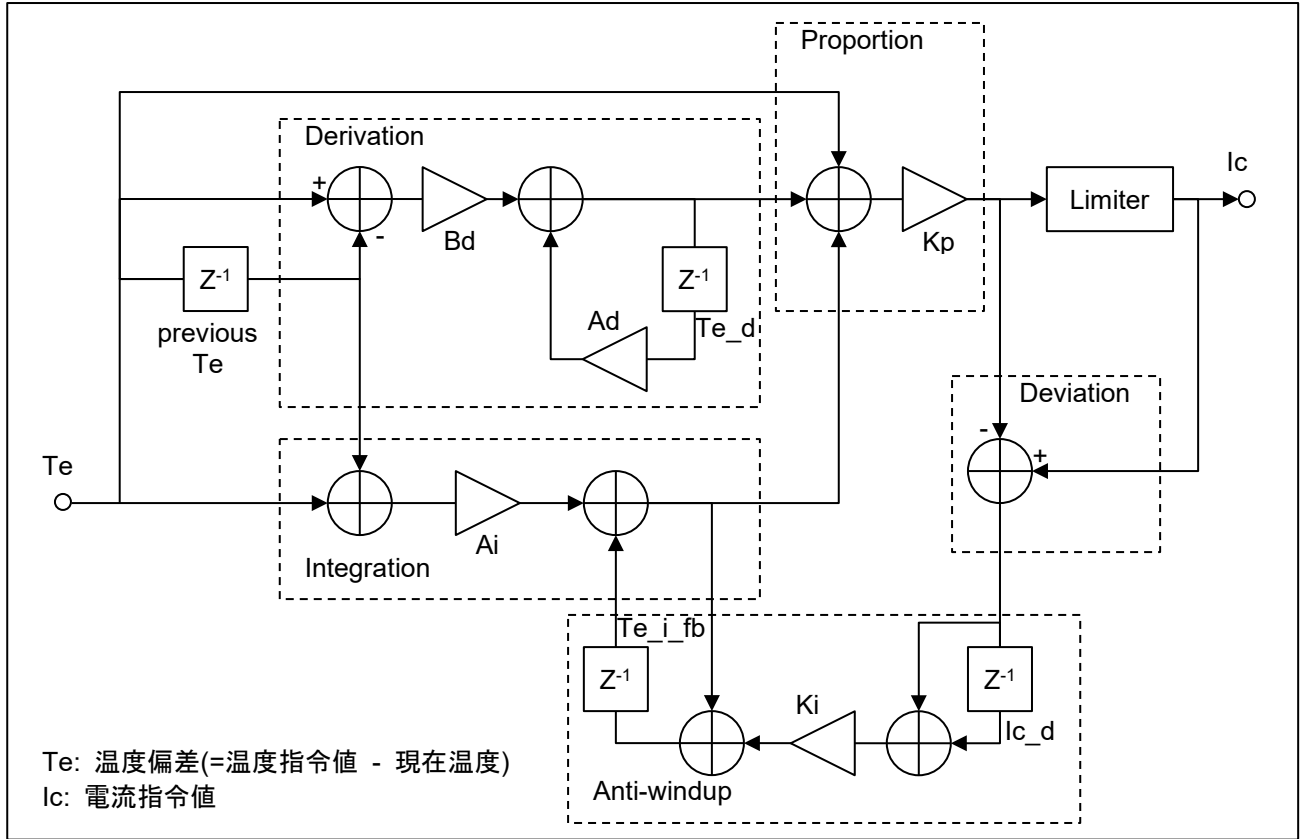 Proportion
Derivation
Ic
+
Limiter
-
Bd
Kp
Z-1
Z-1
Ad
Te_d
previous
Te
Deviation
-
+
Te
Ai
Integration
Te_i_fb
Z-1
Z-1
Ki
Ic_d
Te: 温度偏差(=温度指令値 - 現在温度)
Anti-windup
Ic: 電流指令値